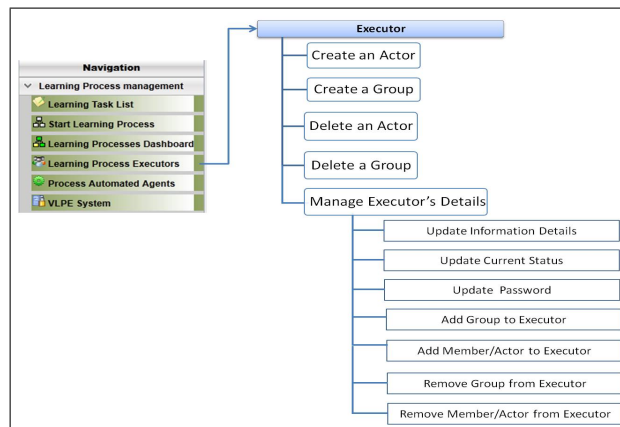 Navigation
Learning Process management
Learning Task List
Start Learning Process
Learning Processes Dashboard
Learning Process Executors
Process Automated Agents
VLPE System
Executor
Create an Actor
Create a Group
Delete an Actor
Delete a Group
Manage Executor's Details
Update Information Details
Update Current Status
Update Password
Add Group to Executor
Add Member/Actor to Executor
Remove Group from Executor
Remove Member/Actor from Executor